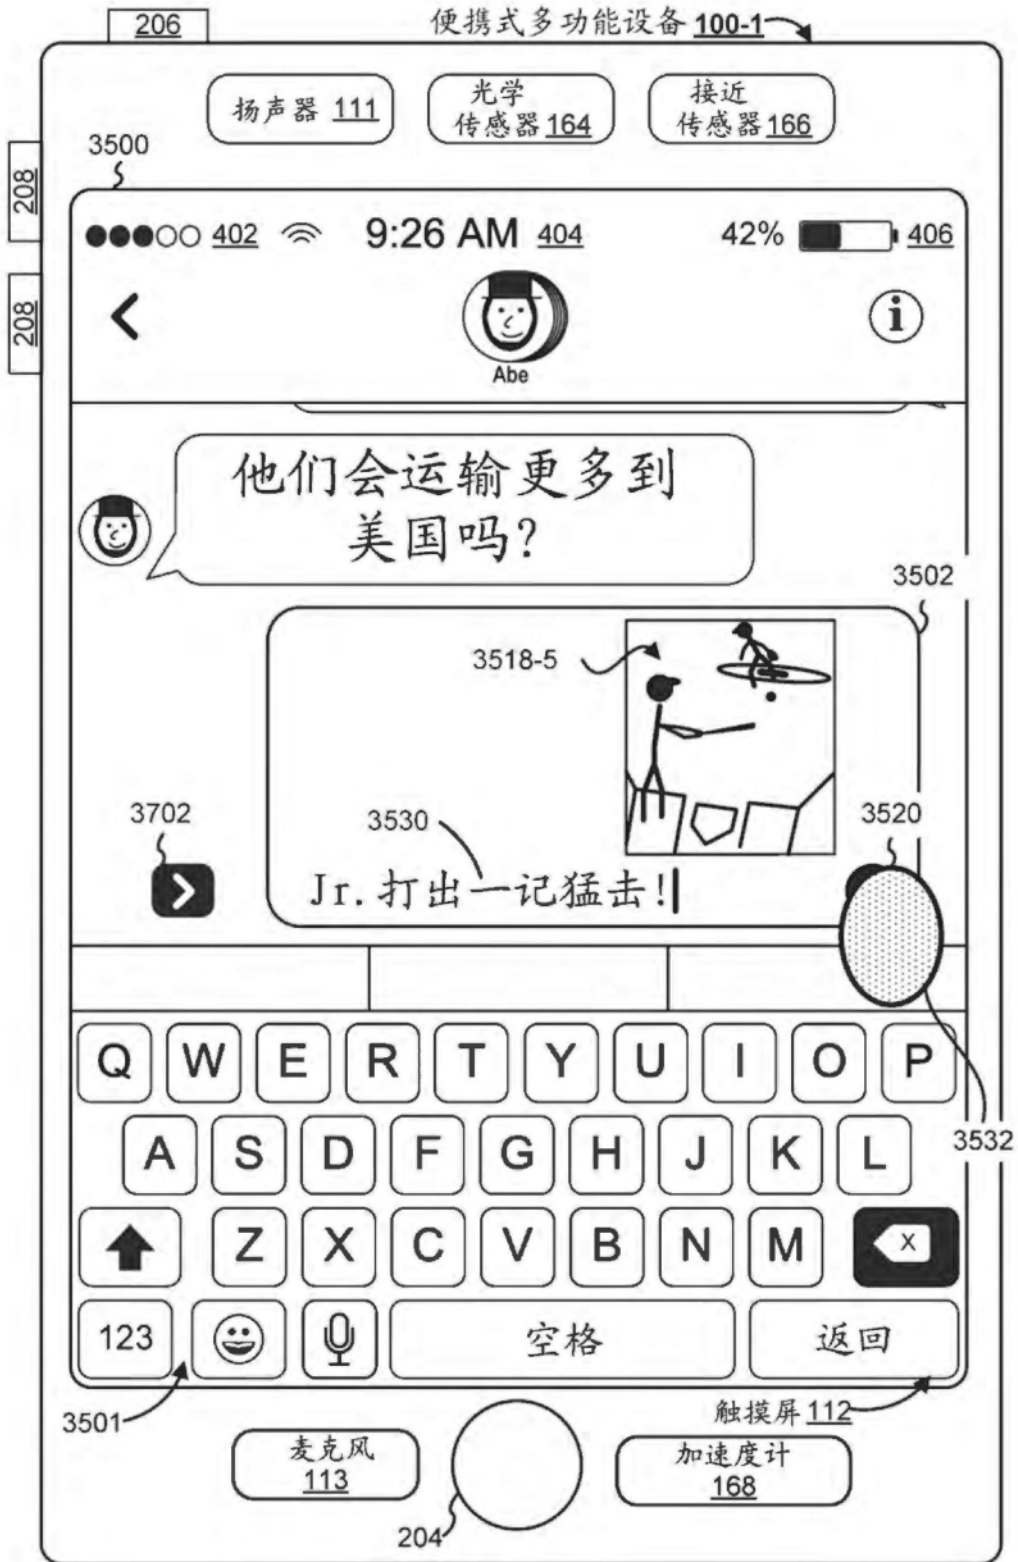 206
便携式多功能设备 100-1
扬声器 111
光学
传感器 164
接近
传感器 166
3500
208
402
9:26 AM 404
42%
406
208
i
Abe
他们会运输更多到
美国吗?
3502
3518-5
3702
3530
3520
Jr.打出一记猛击!
Q W E R T Y U I O P
A S D F G H J K L
3532
Z X C V B N M X
123
空格
返回
3501
触摸屏 112
麦克风
113
加速度计
168
204